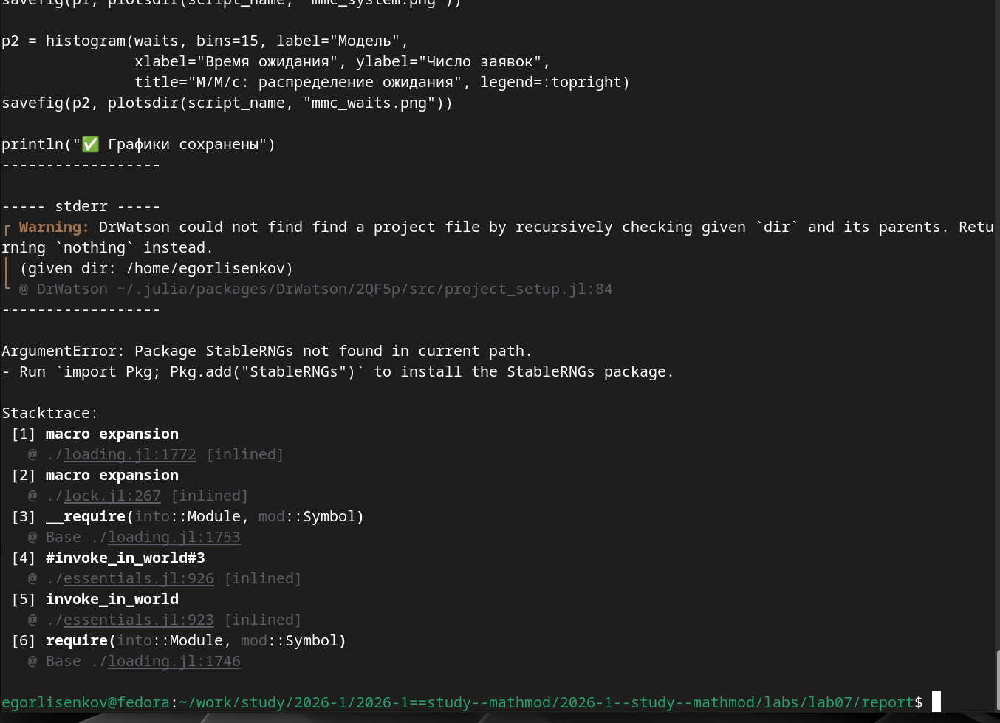 savefig(p1, plotsdir(script_name, "mmc_system.png"))
p2 = histogram(waits, bins=15, label="Модель",
xlabel="Время ожидания", ylabel="Число заявок",
title="M/M/c: распределение ожидания", legend=:topright)
savefig(p2, plotsdir(script_name, "mmc_waits.png"))
println("✅ Графики сохранены")
------------------
----- stderr -----
┌ Warning: DrWatson could not find find a project file by recursively checking given `dir` and its parents. Retu
rning `nothing` instead.
│ (given dir: /home/egorlisenkov)
└ @ DrWatson ~/.julia/packages/DrWatson/2QF5p/src/project_setup.jl:84
------------------
ArgumentError: Package StableRNGs not found in current path.
- Run `import Pkg; Pkg.add("StableRNGs")` to install the StableRNGs package.
Stacktrace:
[1] macro expansion
@ ./loading.jl:1772 [inlined]
[2] macro expansion
@ ./lock.jl:267 [inlined]
[3] __require(into::Module, mod::Symbol)
@ Base ./loading.jl:1753
[4] #invoke_in_world#3
@ ./essentials.jl:926 [inlined]
[5] invoke_in_world
@ ./essentials.jl:923 [inlined]
[6] require(into::Module, mod::Symbol)
@ Base ./loading.jl:1746
egorlisenkov@fedora:~/work/study/2026-1/2026-1==study--mathmod/2026-1--study--mathmod/labs/lab07/report$